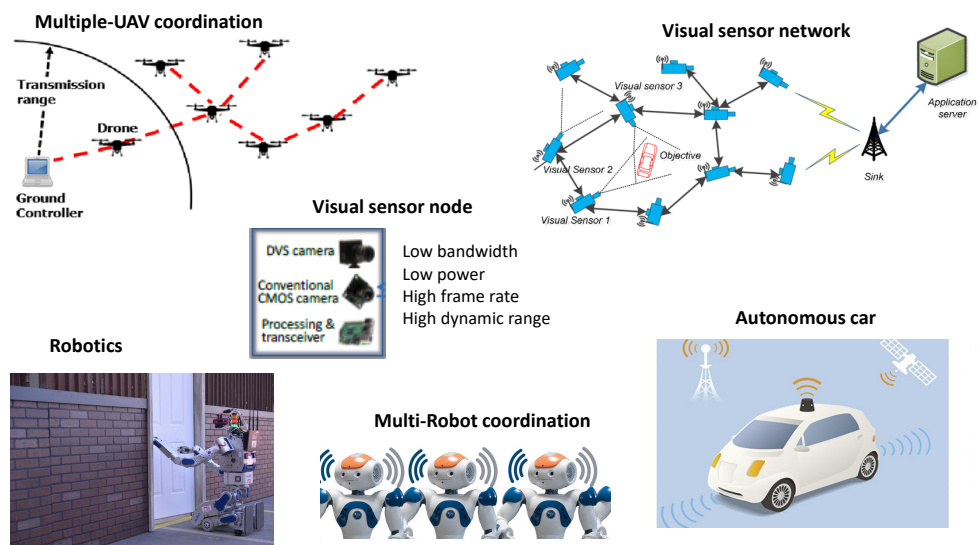 Multiple-UAV coordination
Transmission
range
Drone
Ground
Controller
Visual sensor network
Visual sensor 3
Visual Sensor 2
Objective
Visual Sensor 1
Sink
Application
server
Visual sensor node
DVS camera
Conventional
CMOS camera
Processing &
transceiver
Low bandwidth
Low power
High frame rate
High dynamic range
Robotics
Multi-Robot coordination
Autonomous car